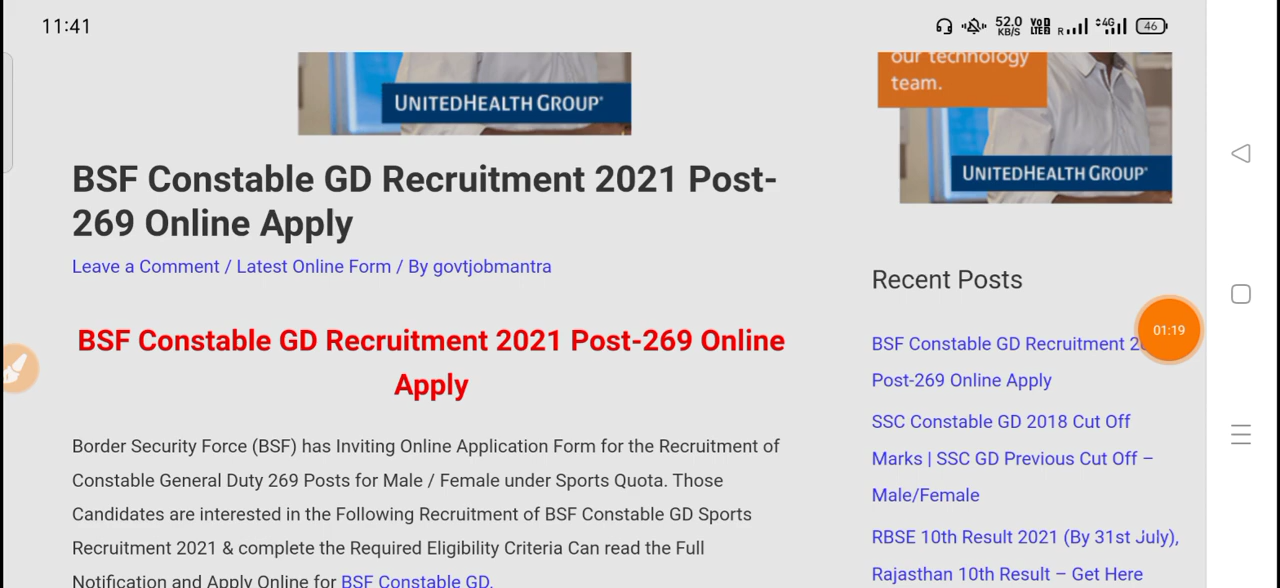 11:41
52.0
KB/S
Vo
LTE
R
4G
46
our technology
team.
UNITEDHEALTH GROUP®
UNITEDHEALTH GROUP®
BSF Constable GD Recruitment 2021 Post-
269 Online Apply
Leave a Comment / Latest Online Form / By govtjobmantra
BSF Constable GD Recruitment 2021 Post-269 Online
Apply
Border Security Force (BSF) has Inviting Online Application Form for the Recruitment of
Constable General Duty 269 Posts for Male / Female under Sports Quota. Those
Candidates are interested in the Following Recruitment of BSF Constable GD Sports
Recruitment 2021 & complete the Required Eligibility Criteria Can read the Full
Notification and Apply Online for BSF Constable GD.
Recent Posts
01:19
BSF Constable GD Recruitment
Post-269 Online Apply
SSC Constable GD 2018 Cut Off
Marks | SSC GD Previous Cut Off –
Male/Female
RBSE 10th Result 2021 (By 31st July),
Rajasthan 10th Result – Get Here